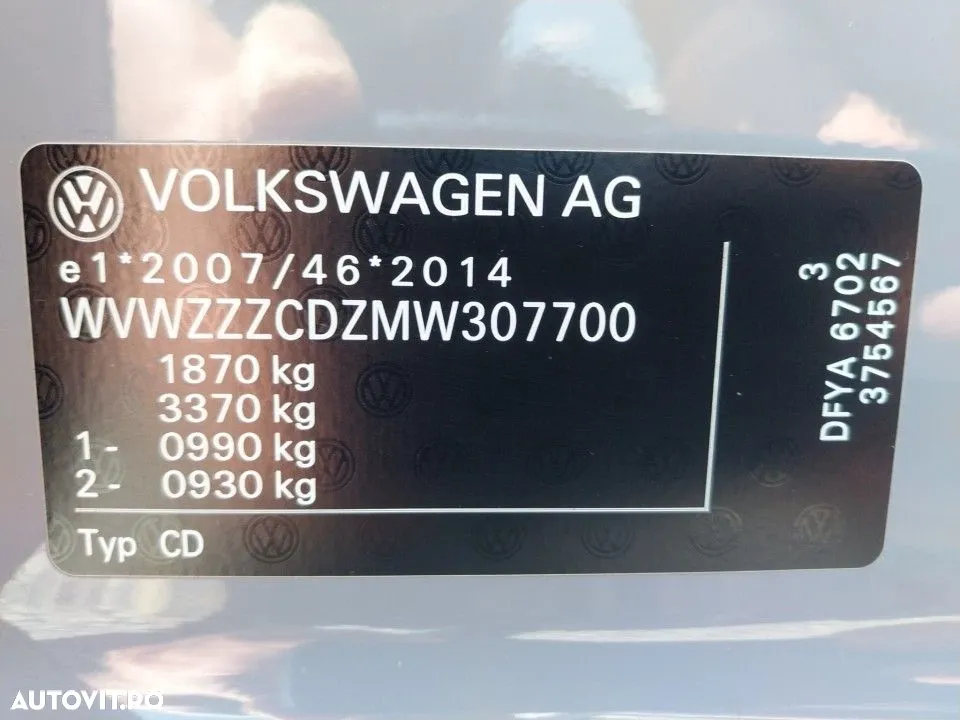 VOLKSWAGEN AG
e1*2007/46*2014
WVWZZZCDZMW307700
1870 kg
3370 kg
1- 0990 kg
2- 0930 kg
Typ CD
3
DFYA 6702
3754567
AUTOVIT.RO